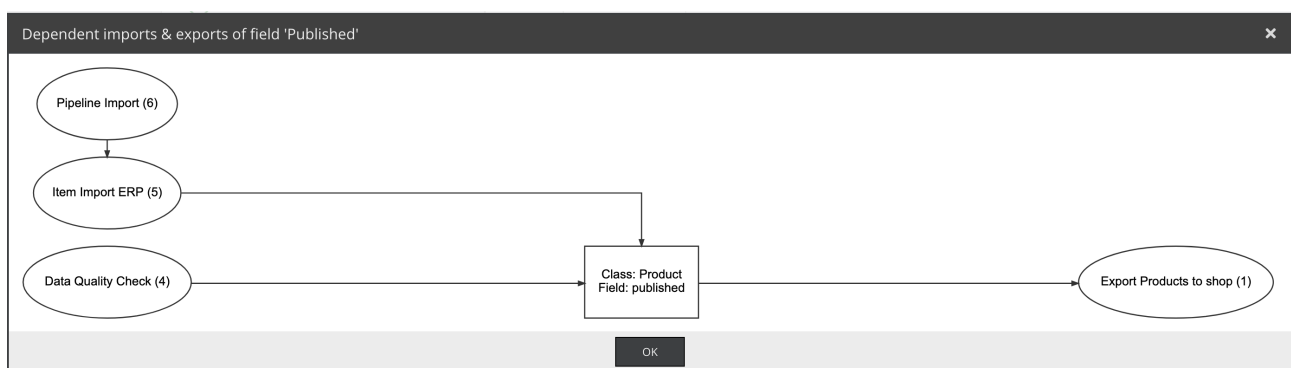 Dependent imports & exports of field 'Published'
Pipeline Import (6)
Item Import ERP (5)
Data Quality Check (4)
Class: Product
Field: published
Export Products to shop (1)
OK